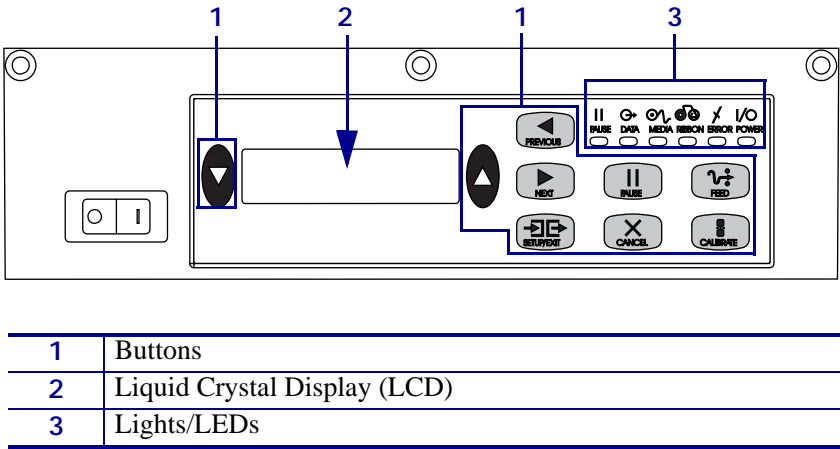 1 2 1 3
PAUSE DATA MEDIA RIBBON ERROR POWER
PREVIOUS
NEXT PAUSE FEED
SETUP/EXIT CANCEL CALIBRATE
1 Buttons
2 Liquid Crystal Display (LCD)
3 Lights/LEDs